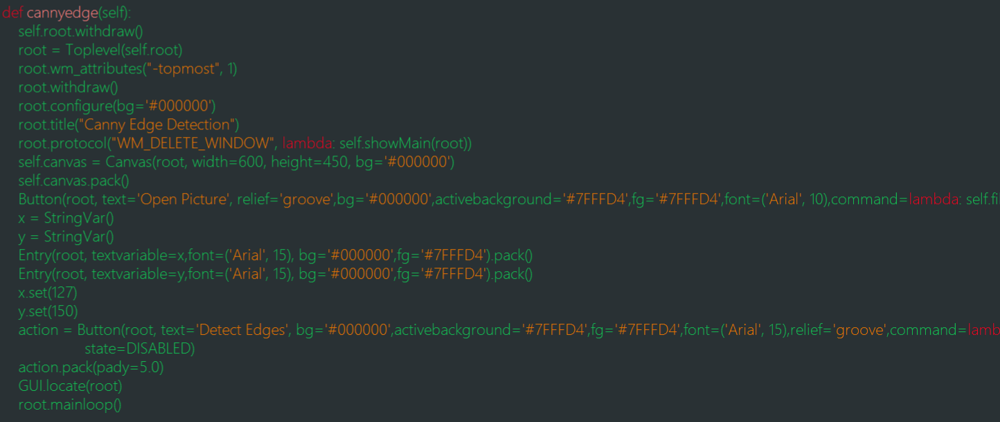 def cannyedge(self):
    self.root.withdraw()
    root = Toplevel(self.root)
    root.wm_attributes("-topmost", 1)
    root.withdraw()
    root.configure(bg='#000000')
    root.title("Canny Edge Detection")
    root.protocol("WM_DELETE_WINDOW", lambda: self.showMain(root))
    self.canvas = Canvas(root, width=600, height=450, bg='#000000')
    self.canvas.pack()
    Button(root, text='Open Picture', relief='groove',bg='#000000',activebackground='#7FFFD4',fg='#7FFFD4',font=('Arial', 10),command=lambda: self.fi
    x = StringVar()
    y = StringVar()
    Entry(root, textvariable=x,font=('Arial', 15), bg='#000000',fg='#7FFFD4').pack()
    Entry(root, textvariable=y,font=('Arial', 15), bg='#000000',fg='#7FFFD4').pack()
    x.set(127)
    y.set(150)
    action = Button(root, text='Detect Edges', bg='#000000',activebackground='#7FFFD4',fg='#7FFFD4',font=('Arial', 15),relief='groove',command=lamb
                    state=DISABLED)
    action.pack(pady=5.0)
    GUI.locate(root)
    root.mainloop()